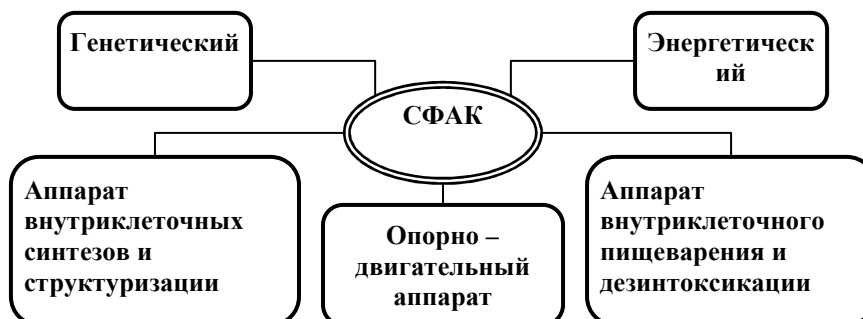 Генетический
Энергетическ
ий
СФАК
Аппарат
внутриклеточных
синтезов и
структуризации
Опорно –
двигательный
аппарат
Аппарат
внутриклеточного
пищеварения и
дезинтоксикации